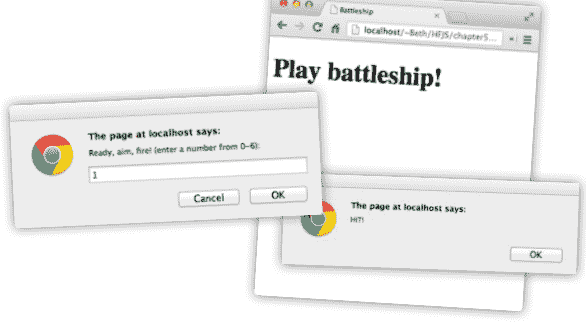 Battleship
localhost/~Beth/HFJS/chapter5...
Play battleship!
The page at localhost says:
Ready, aim, fire! (enter a number from 0-6):
1
Cancel
OK
The page at localhost says:
HIT!
OK